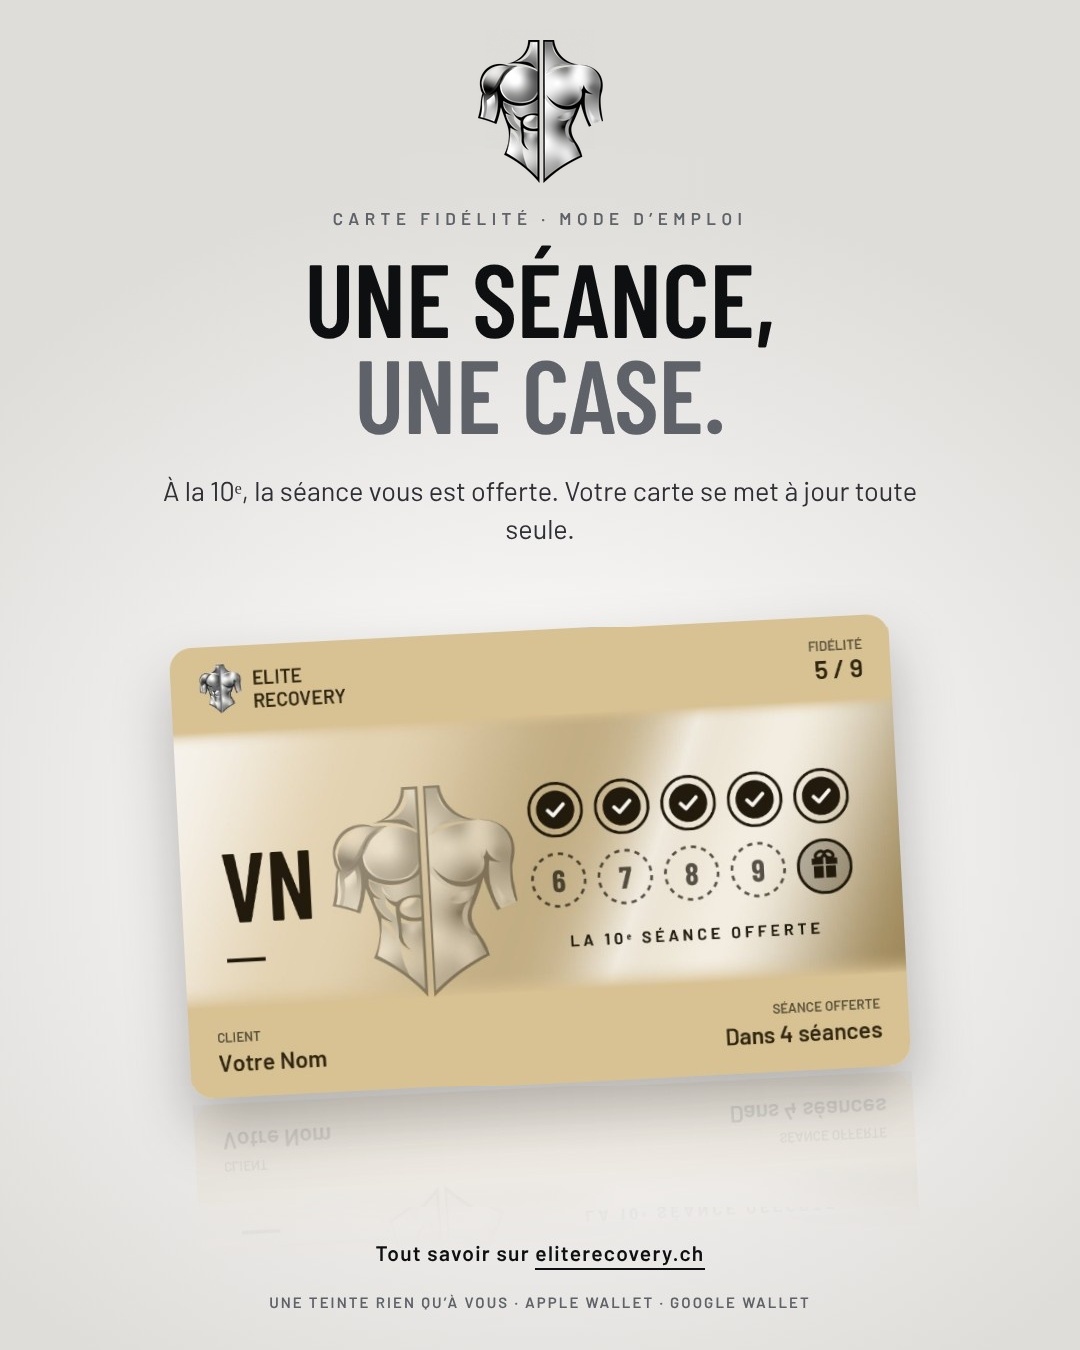 CARTE FIDÉLITÉ · MODE D’EMPLOI
UNE SÉANCE,
UNE CASE.
À la 10ᵉ, la séance vous est offerte. Votre carte se met à jour toute
seule.
ELITE
RECOVERY
FIDÉLITÉ
5 / 9
VN
6 7 8 9
LA 10ᵉ SÉANCE OFFERTE
CLIENT
Votre Nom
SÉANCE OFFERTE
Dans 4 séances
Tout savoir sur eliterecovery.ch
UNE TEINTE RIEN QU’À VOUS · APPLE WALLET · GOOGLE WALLET